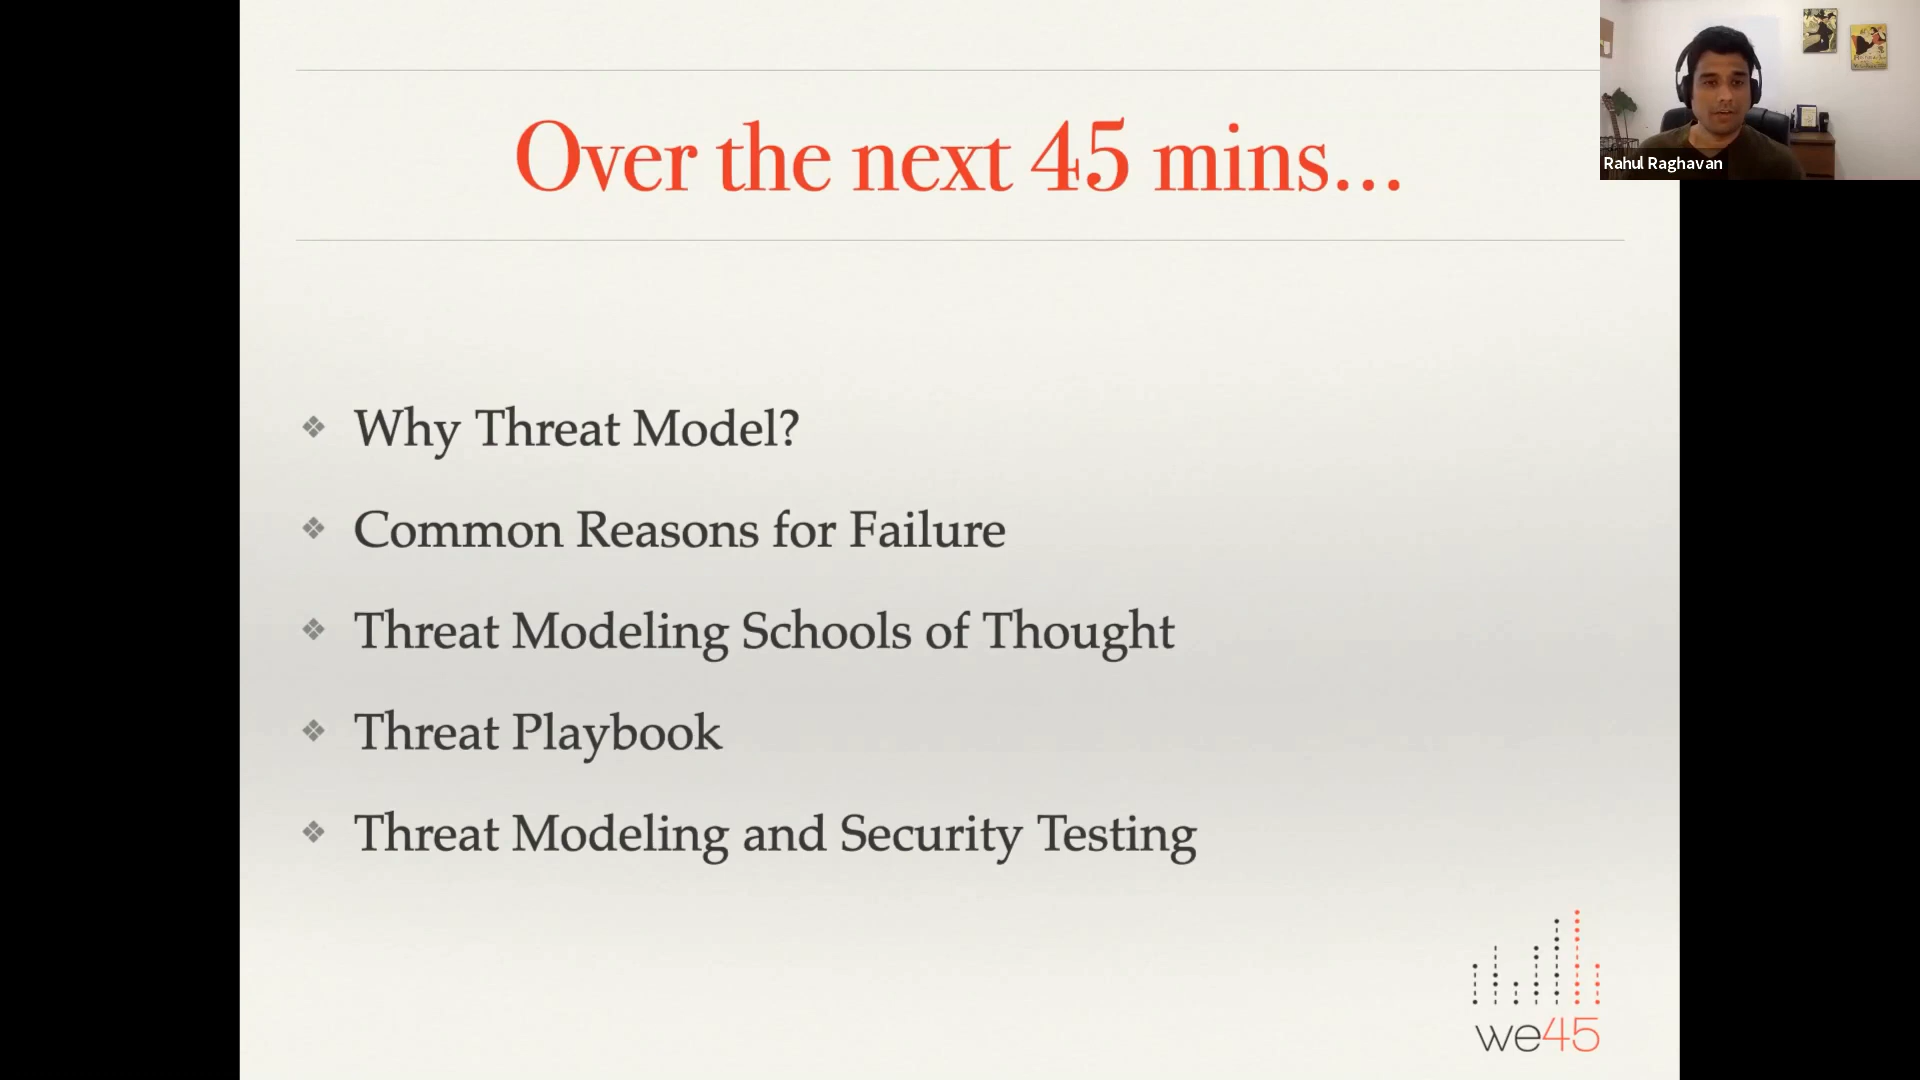 Over the next 45 mins...
Rahul Raghavan
Why Threat Model?
Common Reasons for Failure
Threat Modeling Schools of Thought
Threat Playbook
Threat Modeling and Security Testing
we45